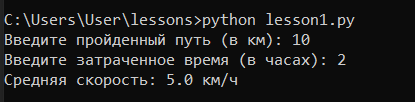 C:\Users\User\lessons>python lesson1.py
Введите пройденный путь (в км): 10
Введите затраченное время (в часах): 2
Средняя скорость: 5.0 км/ч